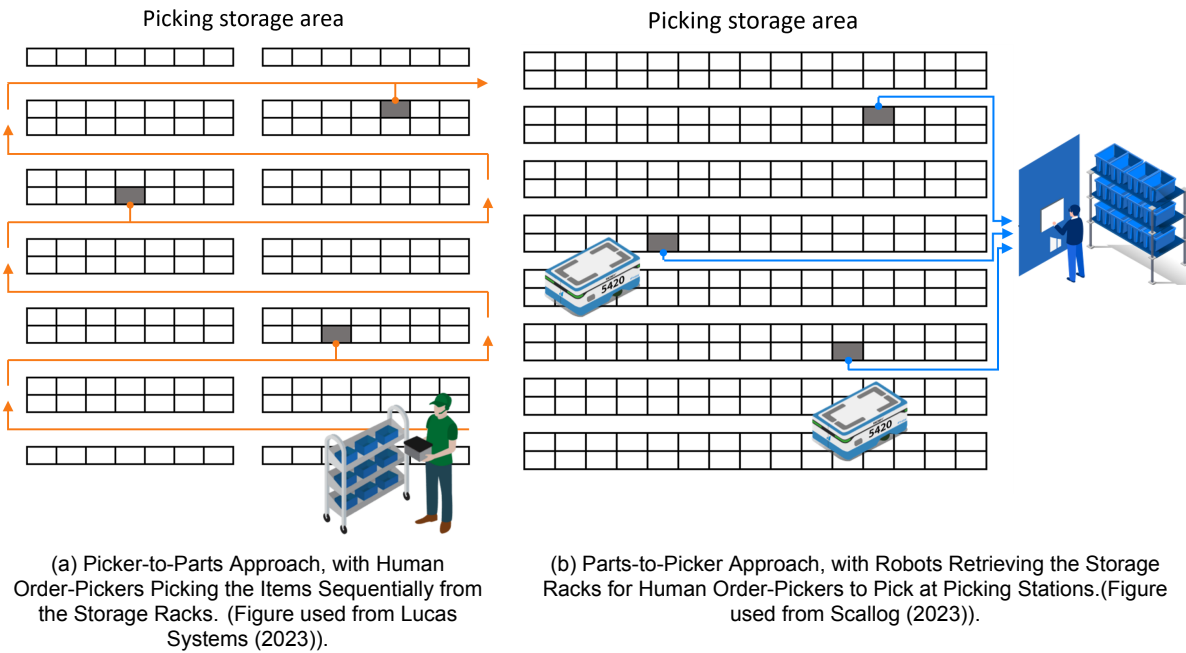 Picking storage area
Picking storage area
5420
5420
(a) Picker-to-Parts Approach, with Human
Order-Pickers Picking the Items Sequentially from
the Storage Racks. (Figure used from Lucas
Systems (2023)).
(b) Parts-to-Picker Approach, with Robots Retrieving the Storage
Racks for Human Order-Pickers to Pick at Picking Stations.(Figure
used from Scallog (2023)).